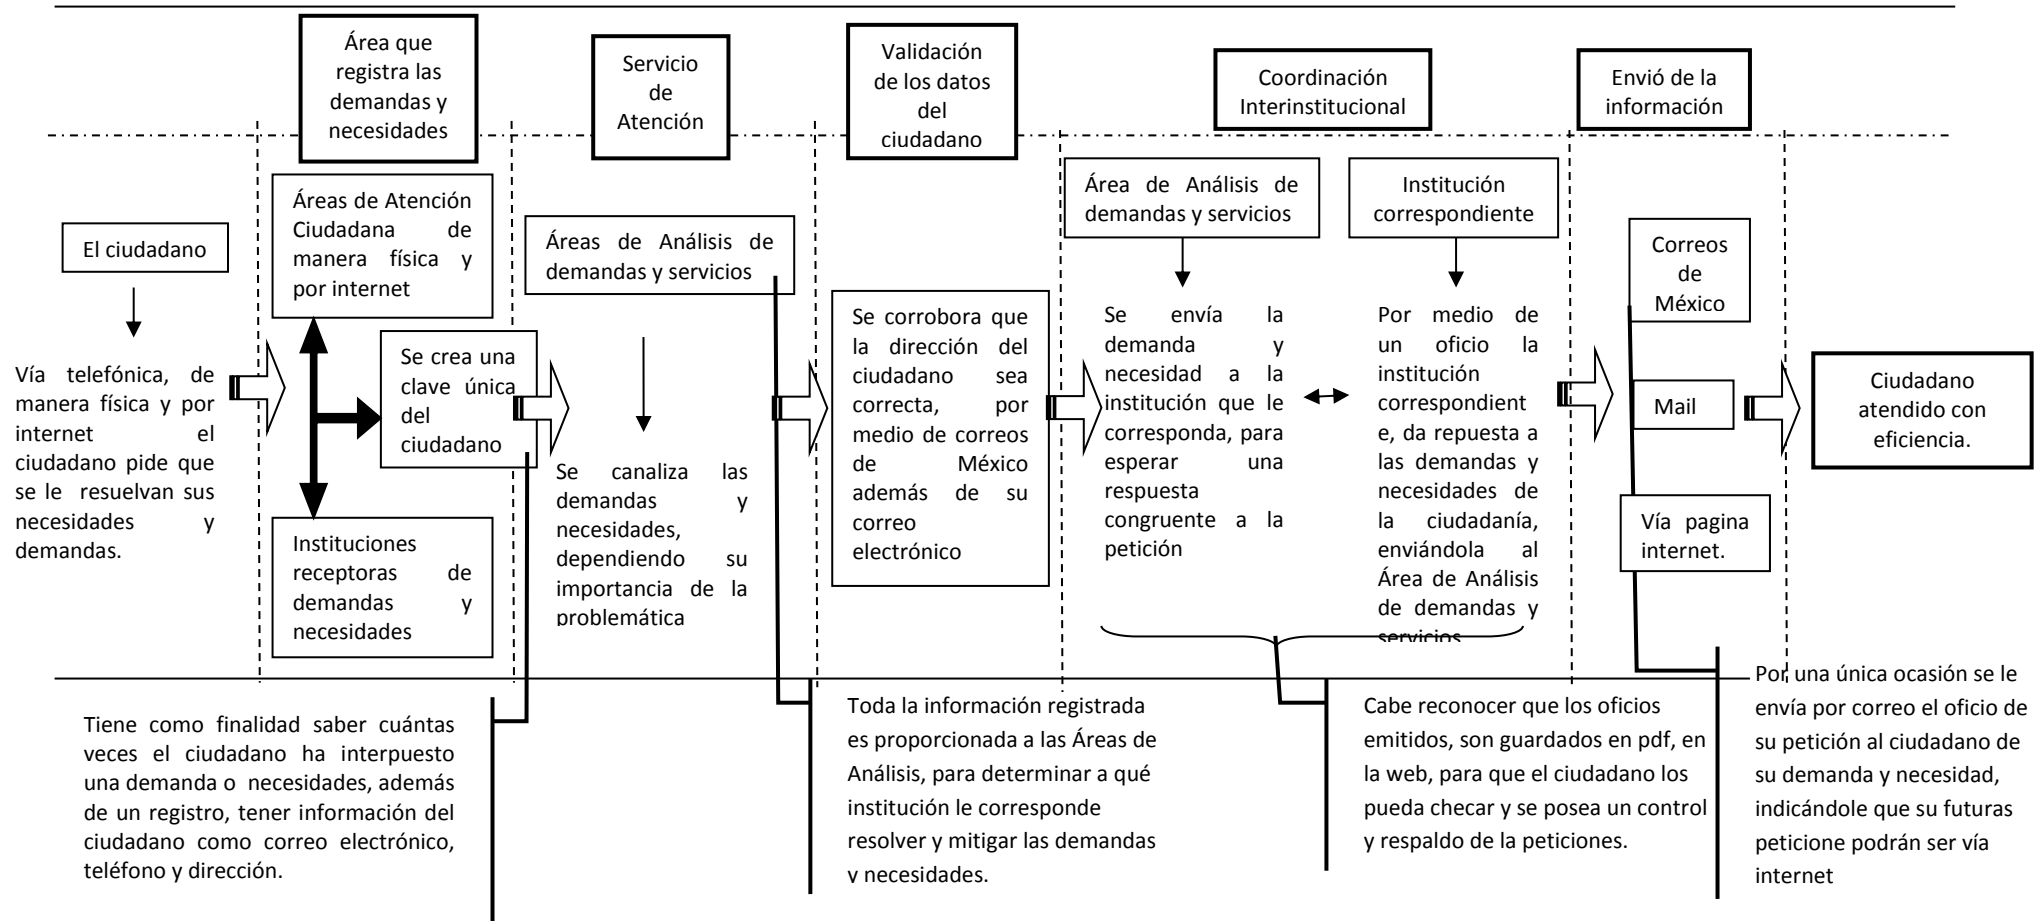 Área que
registra las
demandas y
necesidades
Servicio
de
Atención
Validación
de los datos
del
ciudadano
Coordinación
Interinstitucional
Envió de la
información
El ciudadano
Vía telefónica, de
manera física y por
internet el
ciudadano pide que
se le resuelvan sus
necesidades y
demandas.
Áreas de Atención
Ciudadana de
manera física y
por internet
Se crea una
clave única
del
ciudadano
Instituciones
receptoras de
demandas y
necesidades
Áreas de Análisis de
demandas y servicios
Se canaliza las
demandas y
necesidades,
dependiendo su
importancia de la
problemática
Se corrobora que
la dirección del
ciudadano sea
correcta, por
medio de correos
de México
además de su
correo
electrónico
Área de Análisis de
demandas y servicios
Se envía la
demanda y
necesidad a la
institución que le
corresponda, para
esperar una
respuesta
congruente a la
petición
Institución
correspondiente
Por medio de
un oficio la
institución
correspondient
e, da repuesta a
las demandas y
necesidades de
la ciudadanía,
enviándola al
Área de Análisis
de demandas y
servicios
Correos
de
México
Mail
Vía pagina
internet.
Ciudadano
atendido con
eficiencia.
Tiene como finalidad saber cuántas
veces el ciudadano ha interpuesto
una demanda o necesidades, además
de un registro, tener información del
ciudadano como correo electrónico,
teléfono y dirección.
Toda la información registrada
es proporcionada a las Áreas de
Análisis, para determinar a qué
institución le corresponde
resolver y mitigar las demandas
y necesidades.
Cabe reconocer que los oficios
emitidos, son guardados en pdf, en
la web, para que el ciudadano los
pueda checar y se posea un control
y respaldo de la peticiones.
Por una única ocasión se le
envía por correo el oficio de
su petición al ciudadano de
su demanda y necesidad,
indicándole que su futuras
peticione podrán ser vía
internet